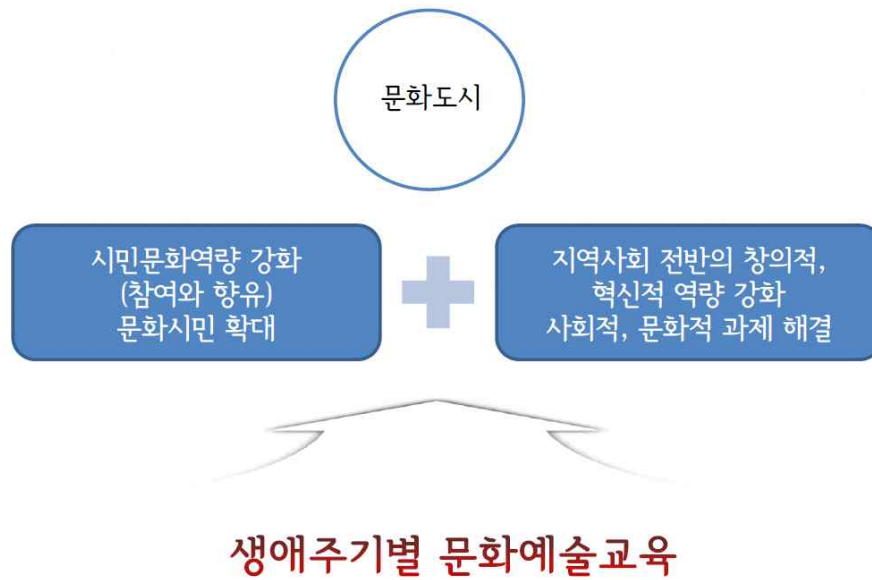 문화도시
시민문화역량 강화
(참여와 향유)
문화시민 확대
지역사회 전반의 창의적,
혁신적 역량 강화
사회적, 문화적 과제 해결
생애주기별 문화예술교육